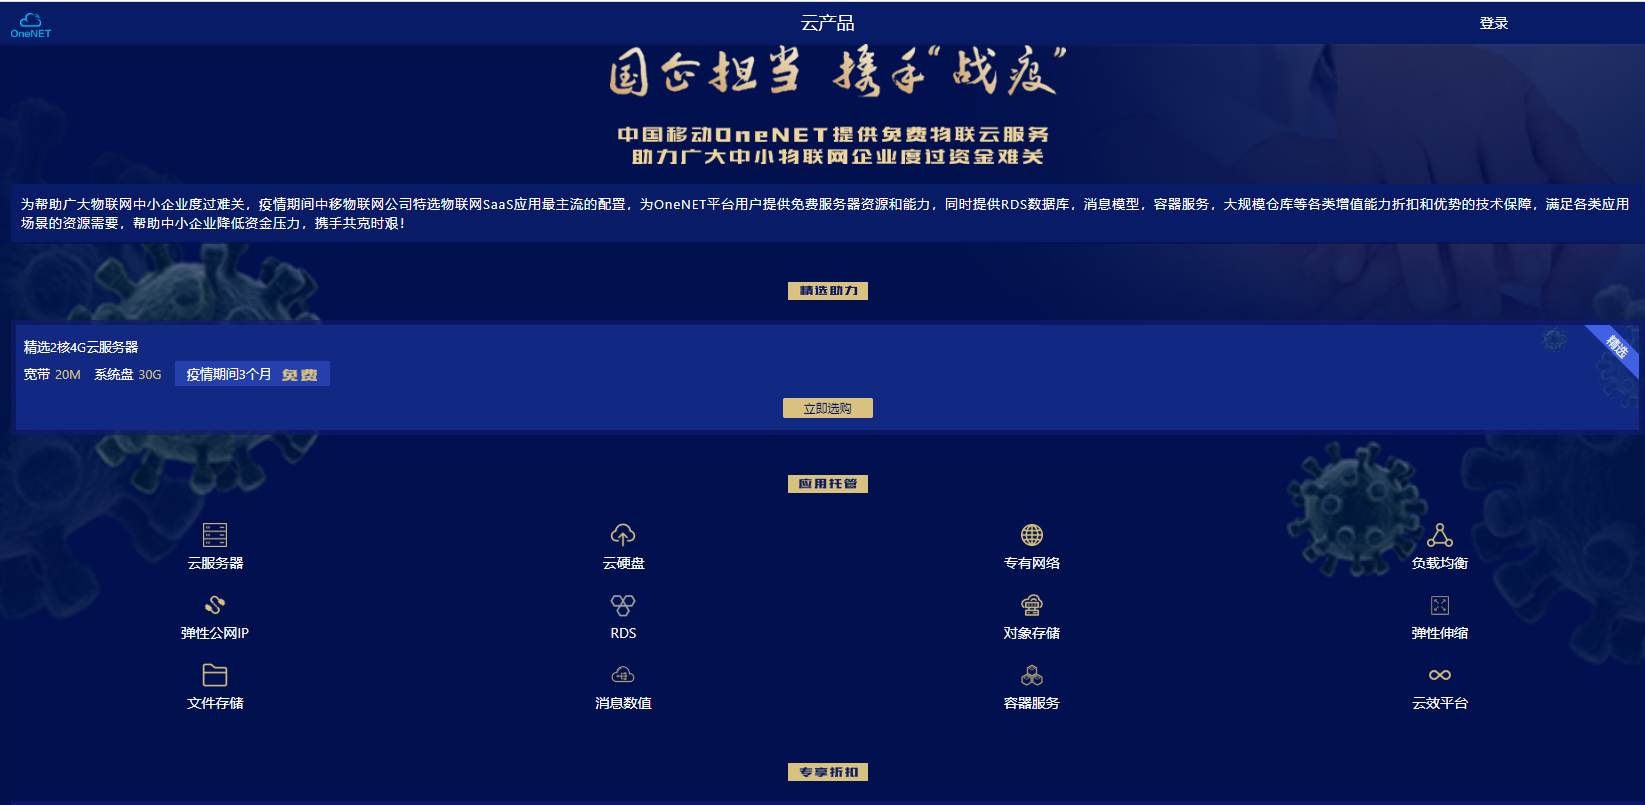 OneNET
云产品
登录
国企担当 携手“战疫”
中国移动OneNET提供免费物联云服务
助力广大中小物联网企业度过资金难关
为帮助广大物联网中小企业度过难关，疫情期间中移物联网公司特选物联网SaaS应用最主流的配置，为OneNET平台用户提供免费服务器资源和能力，同时提供RDS数据库，消息模型，容器服务，大规模仓库等各类增值能力折扣和优势的技术保障，满足各类应用
场景的资源需要，帮助中小企业降低资金压力，携手共克时艰！
精选助力
精选2核4G云服务器
精选
宽带 20M 系统盘 30G 疫情期间3个月 免费
立即选购
应用托管
云服务器 云硬盘 专有网络 负载均衡
弹性公网IP RDS 对象存储 弹性伸缩
文件存储 消息数值 容器服务 云效平台
专享折扣